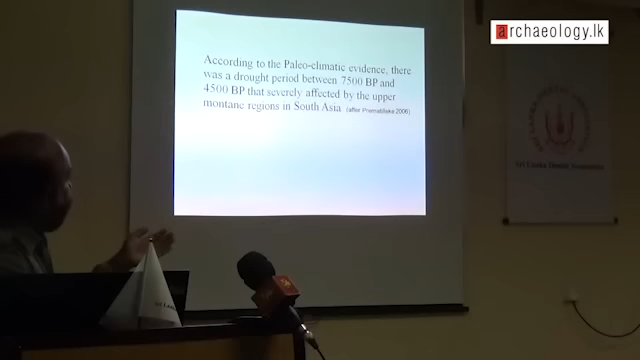 archaeology.lk
According to the Paleo-climatic evidence, there
was a drought period between 7500 BP and
4500 BP that severely affected by the upper
montane regions in South Asia (after Premathilake 2006)